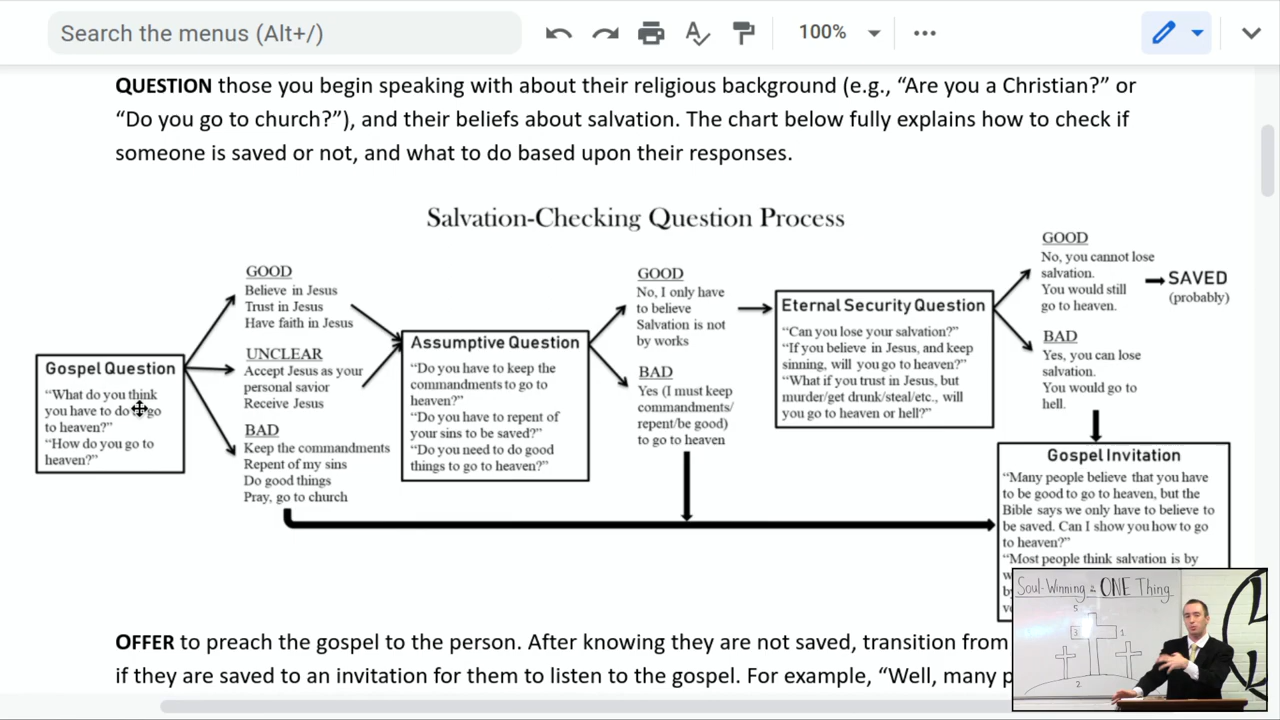 Search the menus (Alt+/)
100%
QUESTION those you begin speaking with about their religious background (e.g., “Are you a Christian?” or
“Do you go to church?”), and their beliefs about salvation. The chart below fully explains how to check if
someone is saved or not, and what to do based upon their responses.
Salvation-Checking Question Process
Gospel Question
“What do you think
you have to do to go
to heaven?”
“How do you go to
heaven?”
GOOD
Believe in Jesus
Trust in Jesus
Have faith in Jesus
UNCLEAR
Accept Jesus as your
personal savior
Receive Jesus
BAD
Keep the commandments
Repent of my sins
Do good things
Pray, go to church
Assumptive Question
“Do you have to keep the
commandments to go to
heaven?”
“Do you have to repent of
your sins to be saved?”
“Do you need to do good
things to go to heaven?”
GOOD
No, I only have
to believe
Salvation is not
by works
BAD
Yes (I must keep
commandments/
repent/be good)
to go to heaven
Eternal Security Question
“Can you lose your salvation?”
“If you believe in Jesus, and keep
sinning, will you go to heaven?”
“What if you trust in Jesus, but
murder/get drunk/steal/etc., will
you go to heaven or hell?”
GOOD
No, you cannot lose
salvation.
You would still
go to heaven.
SAVED
(probably)
BAD
Yes, you can lose
salvation.
You would go to
hell.
Gospel Invitation
“Many people believe that you have
to be good to go to heaven, but the
Bible says we only have to believe to
be saved. Can I show you how to go
to heaven?”
“Most people think salvation is by
OFFER to preach the gospel to the person. After knowing they are not saved, transition from
if they are saved to an invitation for them to listen to the gospel. For example, “Well, many
Soul-Winning: ONE Thing
5
3 1
2